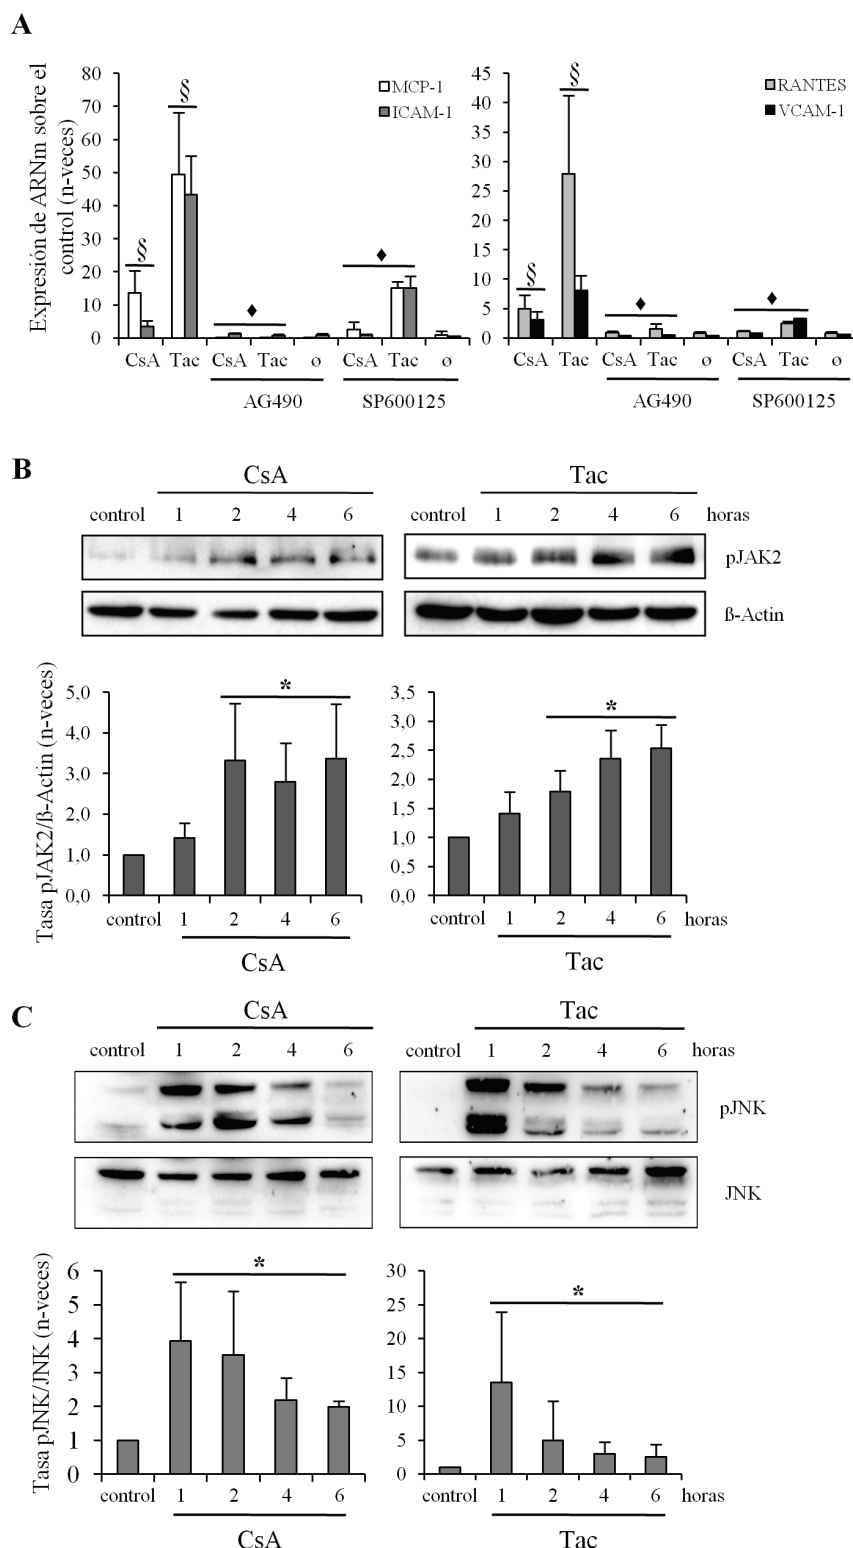 A
Expresión de ARNm sobre el
control (n-veces)
80
70
60
50
40
30
20
10
0
§
§
♦
♦
MCP-1
ICAM-1
CsA Tac CsA Tac ø CsA Tac ø
AG490 SP600125
45
40
35
30
25
20
15
10
5
0
§
§
♦
♦
RANTES
VCAM-1
CsA Tac CsA Tac ø CsA Tac ø
AG490 SP600125
B
CsA Tac
control 1 2 4 6 control 1 2 4 6 horas
pJAK2
ß-Actin
Tasa pJAK2/ß-Actin (n-veces)
5,0
4,0
3,0
2,0
1,0
0,0
*
control 1 2 4 6
CsA
3,5
3,0
2,5
2,0
1,5
1,0
0,5
0,0
*
control 1 2 4 6 horas
Tac
C
CsA Tac
control 1 2 4 6 control 1 2 4 6 horas
pJNK
JNK
Tasa pJNK/JNK (n-veces)
6
5
4
3
2
1
0
*
control 1 2 4 6
CsA
30
25
20
15
10
5
0
*
control 1 2 4 6 horas
Tac